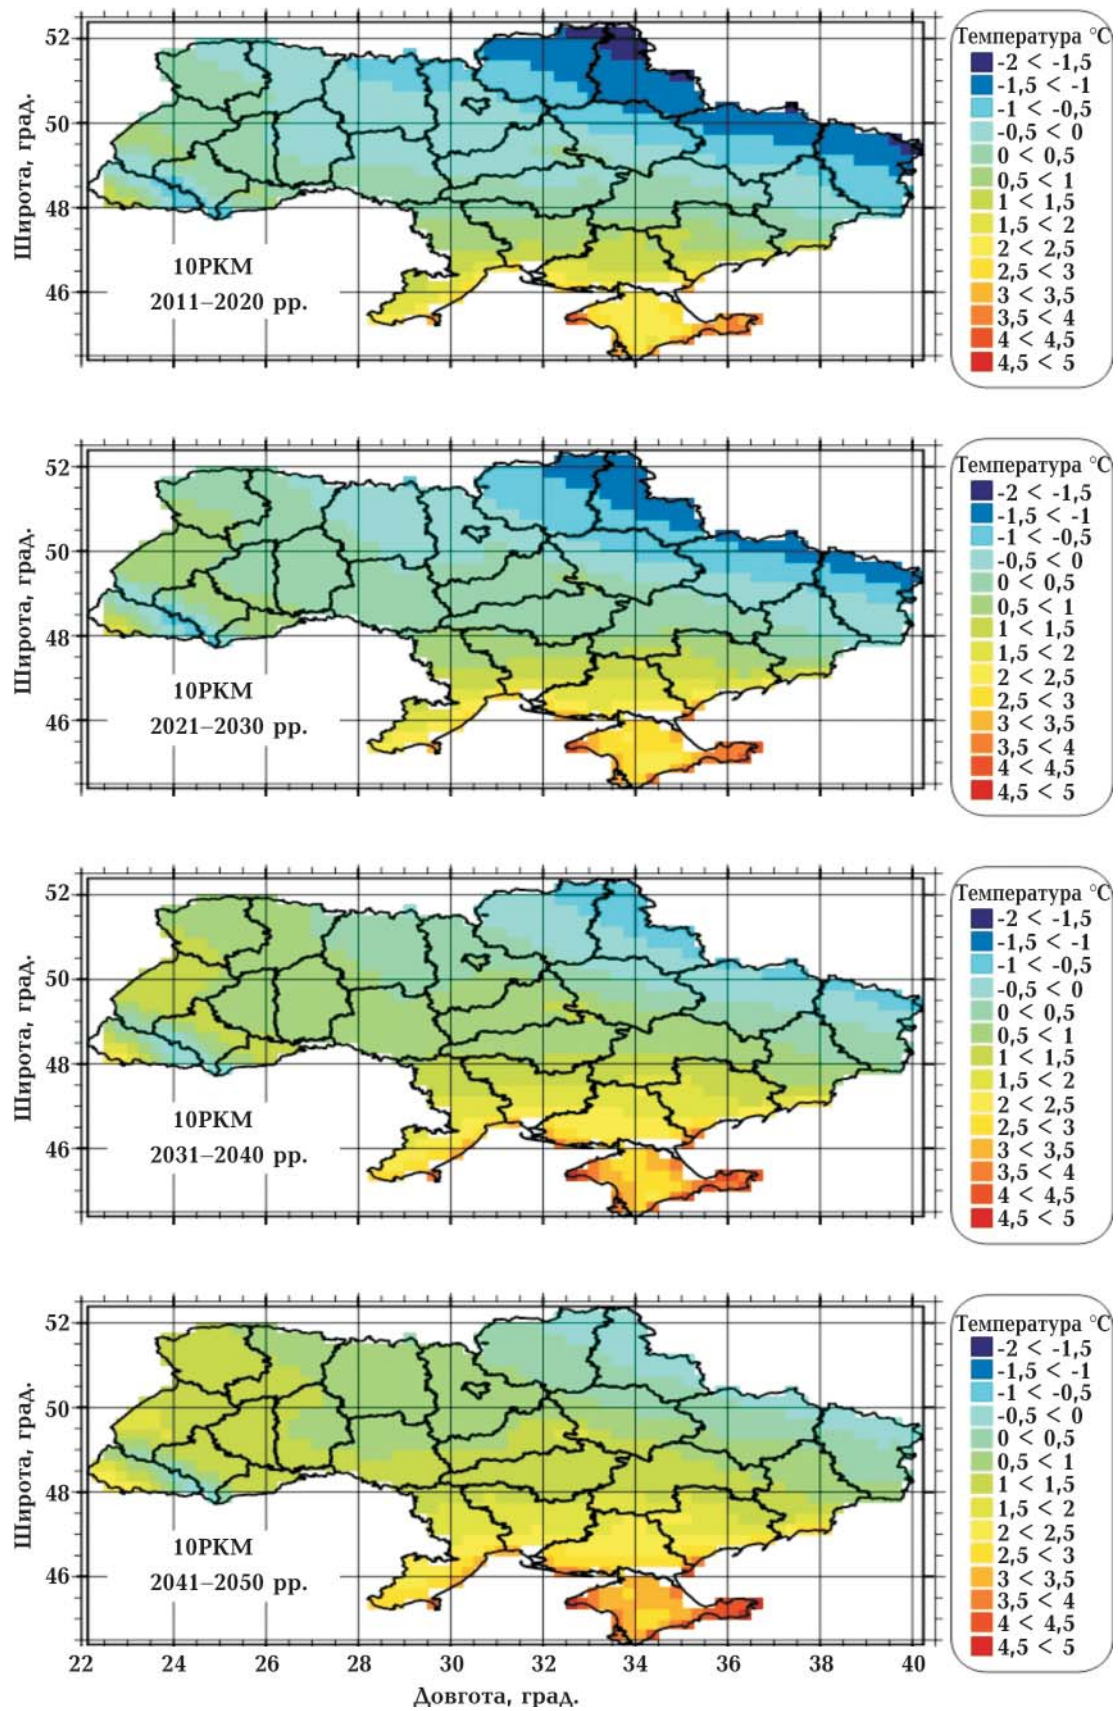 52
50
48
46
Широта, град.
10РКМ
2011–2020 рр.
Температура °C
-2 < -1,5
-1,5 < -1
-1 < -0,5
-0,5 < 0
0 < 0,5
0,5 < 1
1 < 1,5
1,5 < 2
2 < 2,5
2,5 < 3
3 < 3,5
3,5 < 4
4 < 4,5
4,5 < 5
52
50
48
46
Широта, град.
10РКМ
2021–2030 рр.
Температура °C
-2 < -1,5
-1,5 < -1
-1 < -0,5
-0,5 < 0
0 < 0,5
0,5 < 1
1 < 1,5
1,5 < 2
2 < 2,5
2,5 < 3
3 < 3,5
3,5 < 4
4 < 4,5
4,5 < 5
52
50
48
46
Широта, град.
10РКМ
2031–2040 рр.
Температура °C
-2 < -1,5
-1,5 < -1
-1 < -0,5
-0,5 < 0
0 < 0,5
0,5 < 1
1 < 1,5
1,5 < 2
2 < 2,5
2,5 < 3
3 < 3,5
3,5 < 4
4 < 4,5
4,5 < 5
52
50
48
46
Широта, град.
10РКМ
2041–2050 рр.
Температура °C
-2 < -1,5
-1,5 < -1
-1 < -0,5
-0,5 < 0
0 < 0,5
0,5 < 1
1 < 1,5
1,5 < 2
2 < 2,5
2,5 < 3
3 < 3,5
3,5 < 4
4 < 4,5
4,5 < 5
22 24 26 28 30 32 34 36 38 40
Довгота, град.